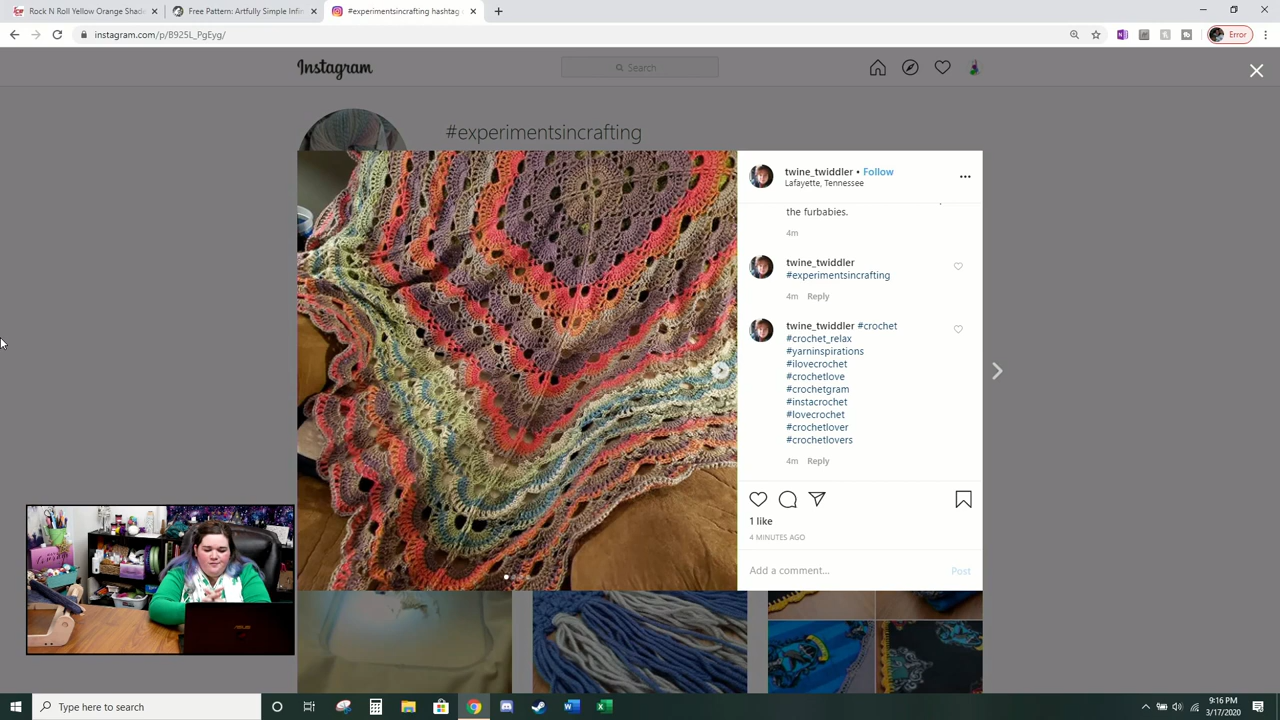 Rock N Roll Yellow Orange Shade
Free Pattern: Artfully Simple Infin
#experimentsincrafting hashtag o
instagram.com/p/B925L_PgEyg/
Error
Instagram
Search
#experimentsincrafting
twine_twiddler • Follow
Lafayette, Tennessee
the furbabies.
4m
twine_twiddler
#experimentsincrafting
4m Reply
twine_twiddler #crochet
#crochet_relax
#yarninspirations
#ilovecrochet
#crochetlove
#crochetgram
#instacrochet
#lovecrochet
#crochetlover
#crochetlovers
4m Reply
1 like
4 MINUTES AGO
Add a comment...
Post
Type here to search
9:16 PM
3/17/2020